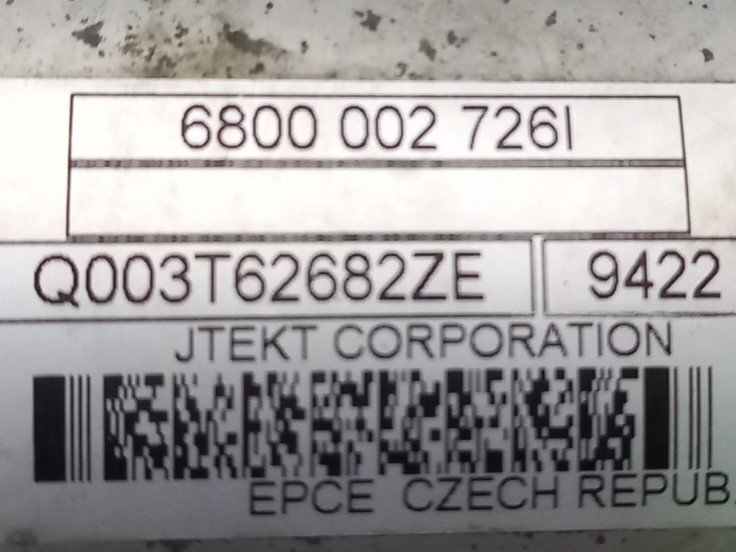 6800 002 726I
Q003T62682ZE 9422
JTEKT CORPORATION
EPCE CZECH REPUB.